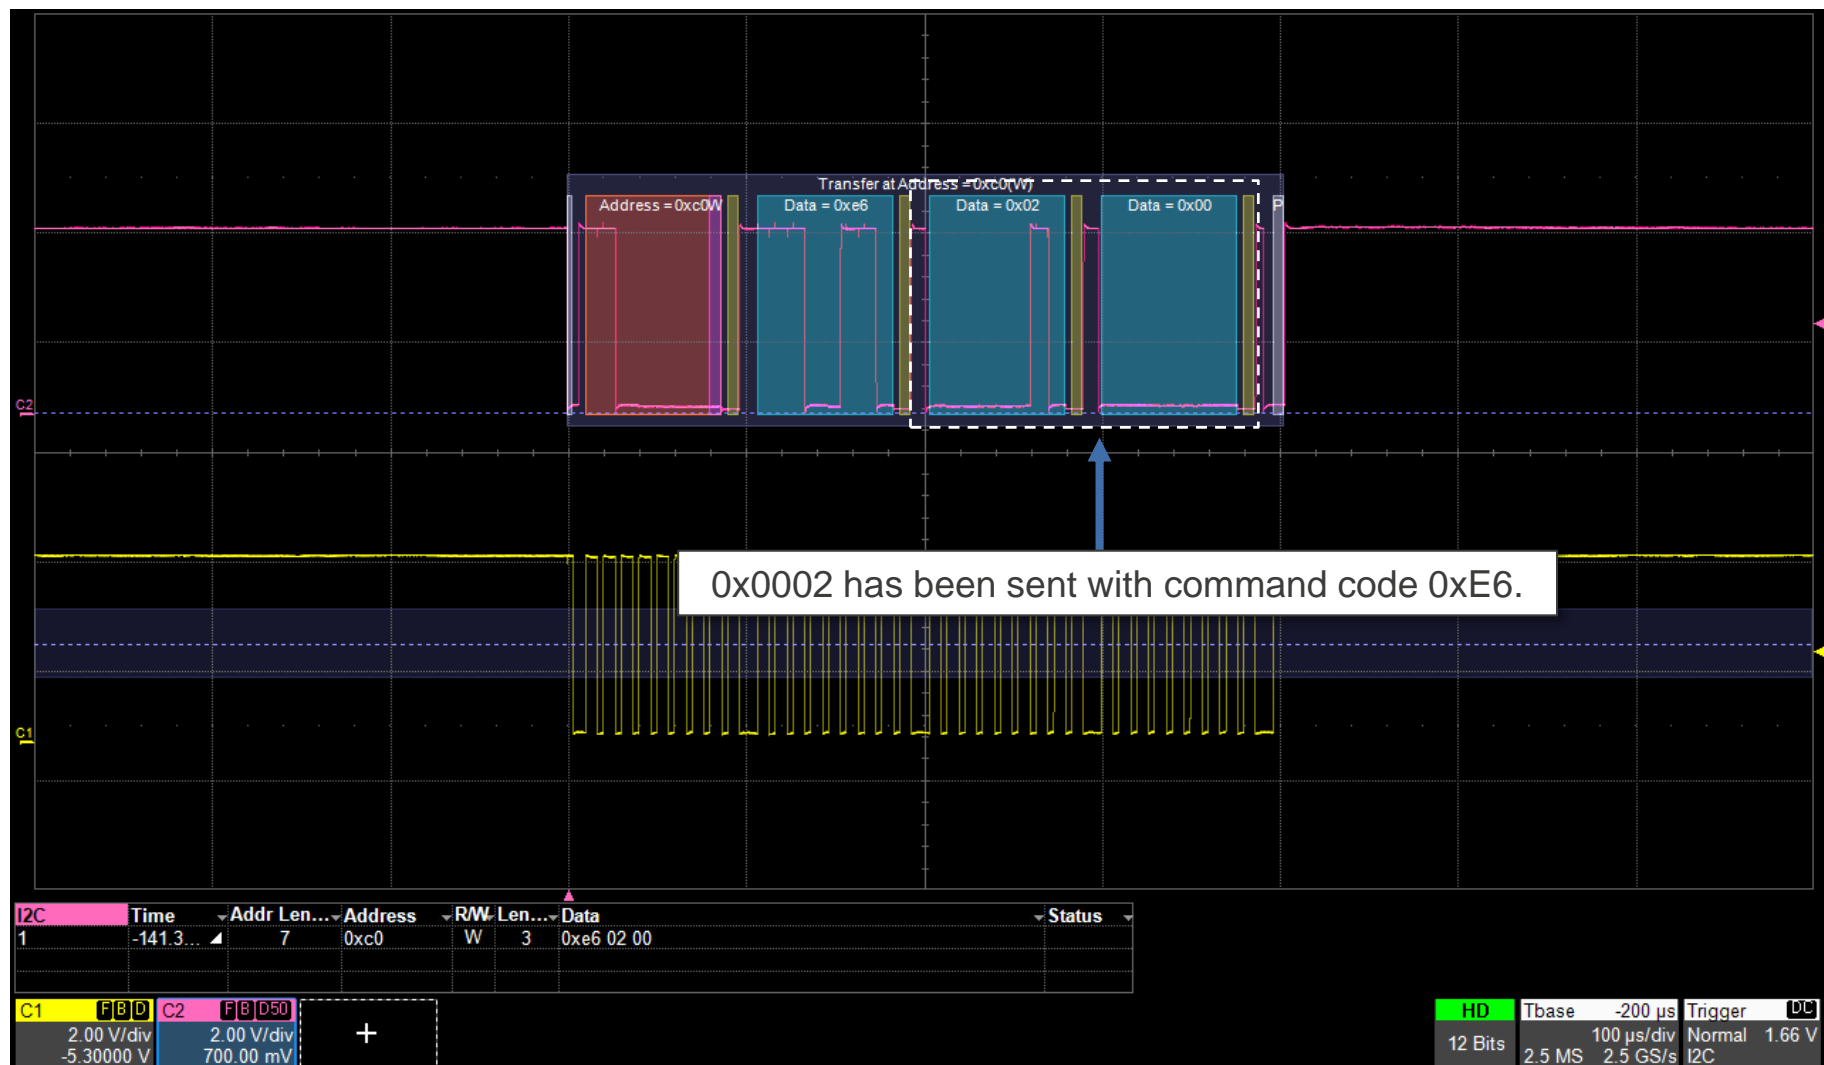 Transfer at Address = 0xc0(W)
Address = 0xc0W
Data = 0xe6
Data = 0x02
Data = 0x00
P
C2
0x0002 has been sent with command code 0xE6.
C1
I2C Time Addr Len... Address R/W Len... Data Status
1 -141.3... 7 0xc0 W 3 0xe6 02 00
C1 F B D C2 F B D50 HD Tbase -200 µs Trigger DC
2.00 V/div 2.00 V/div + 12 Bits 100 µs/div Normal 1.66 V
-5.30000 V 700.00 mV 2.5 MS 2.5 GS/s I2C